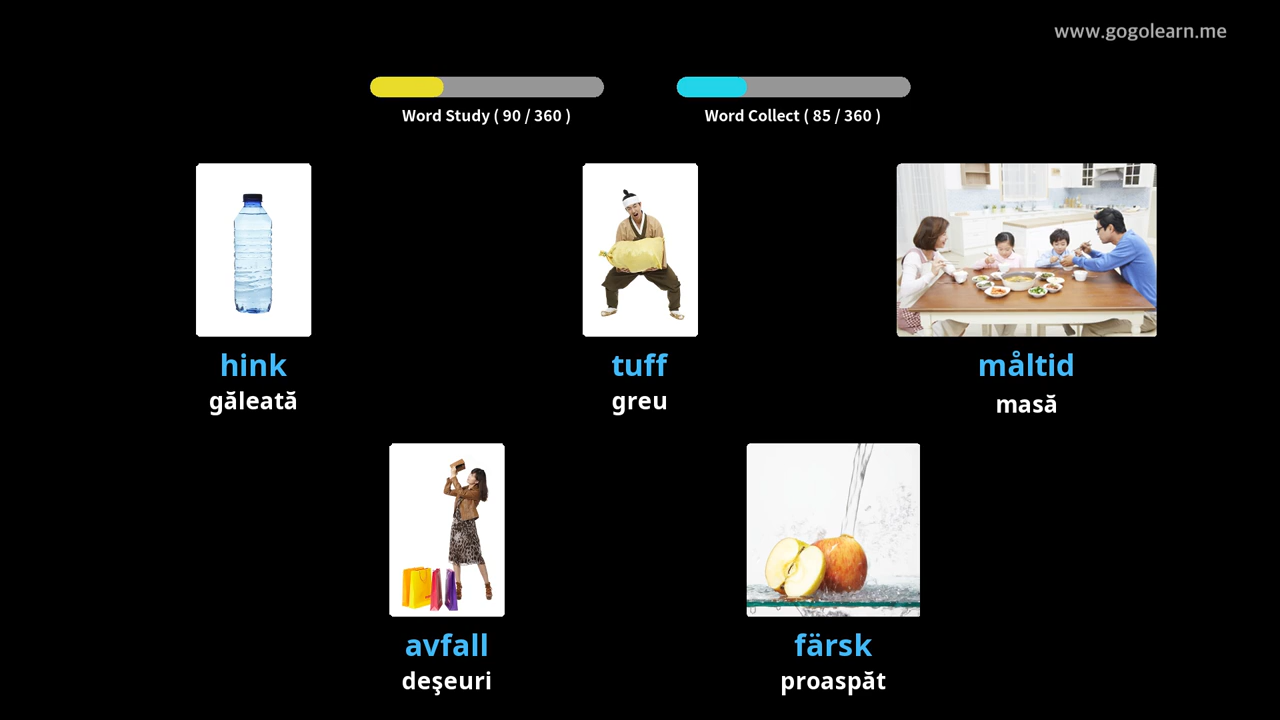 www.gogolearn.me
Word Study ( 90 / 360 )
Word Collect ( 85 / 360 )
hink
găleată
tuff
greu
måltid
masă
avfall
deşeuri
färsk
proaspăt